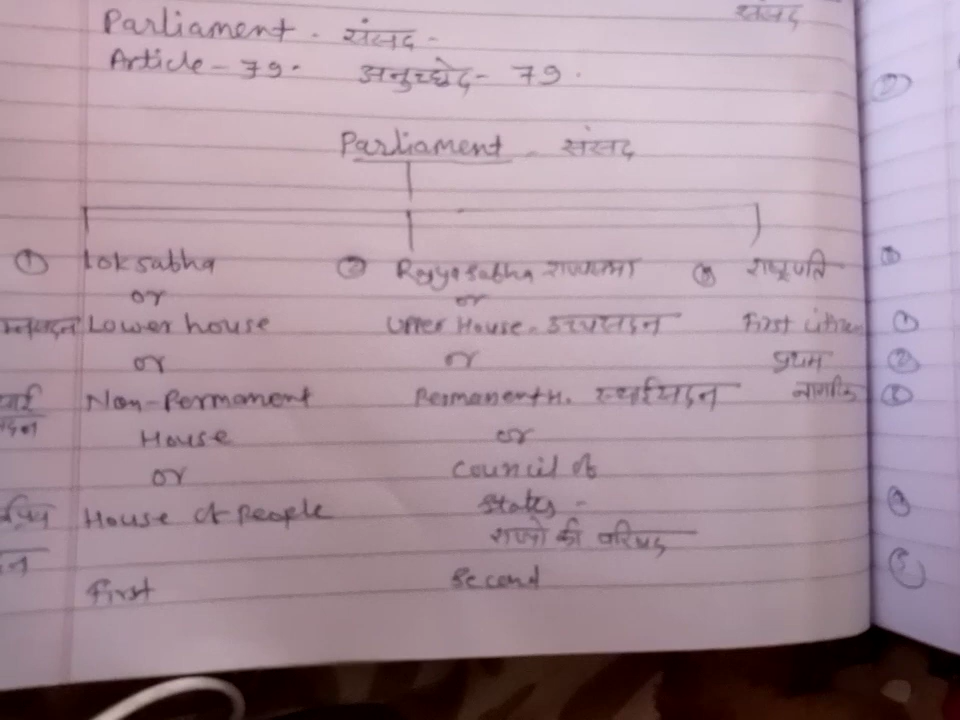 संसद
Parliament - संसद -
Article - 79. अनुच्छेद - 79.
Parliament - संसद
① Loksabha ② Rajyasabha राज्यसभा ③ राष्ट्रपति
or or
Lower house Upper House - उच्चसदन First citizen
or or प्रथम
Non-Permanent Permanent H. स्थाईसदन नागरिक
House or
or Council of
House of People States -
राज्यो की परिषद
First Second